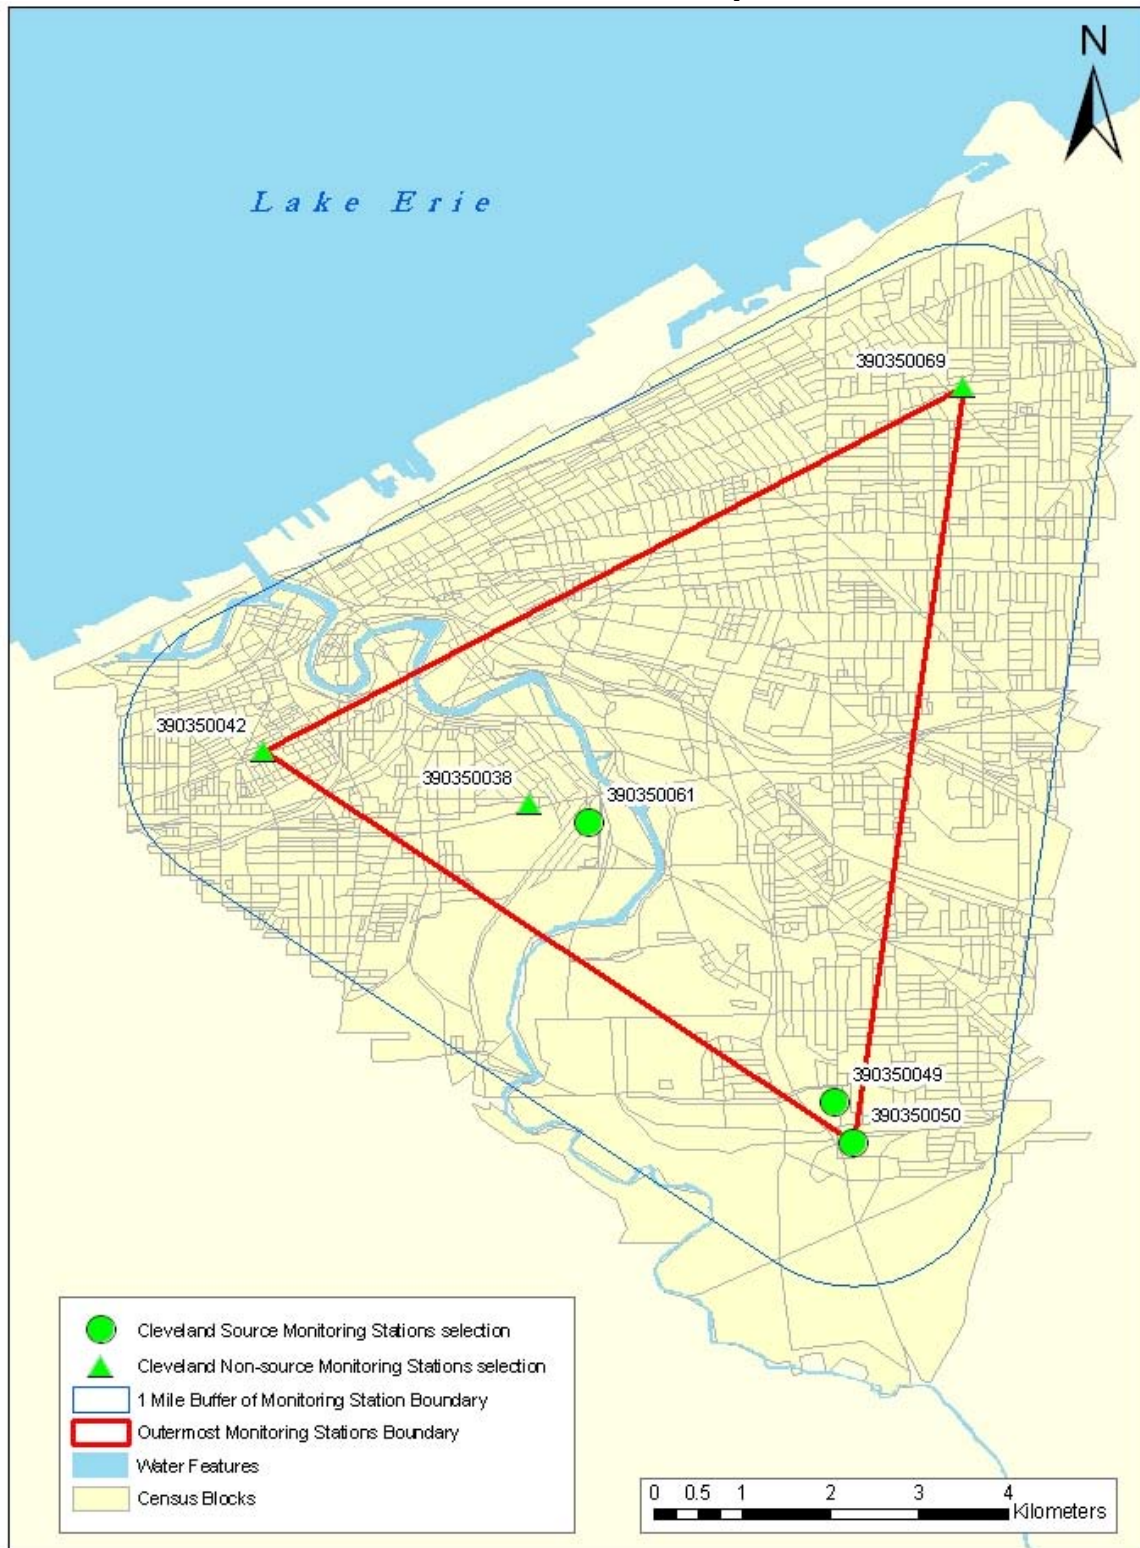 N
Lake Erie
390350069
390350042
390350038
390350061
390350049
390350050
Cleveland Source Monitoring Stations selection
Cleveland Non-source Monitoring Stations selection
1 Mile Buffer of Monitoring Station Boundary
Outermost Monitoring Stations Boundary
Water Features
Census Blocks
0 0.5 1 2 3 4
Kilometers